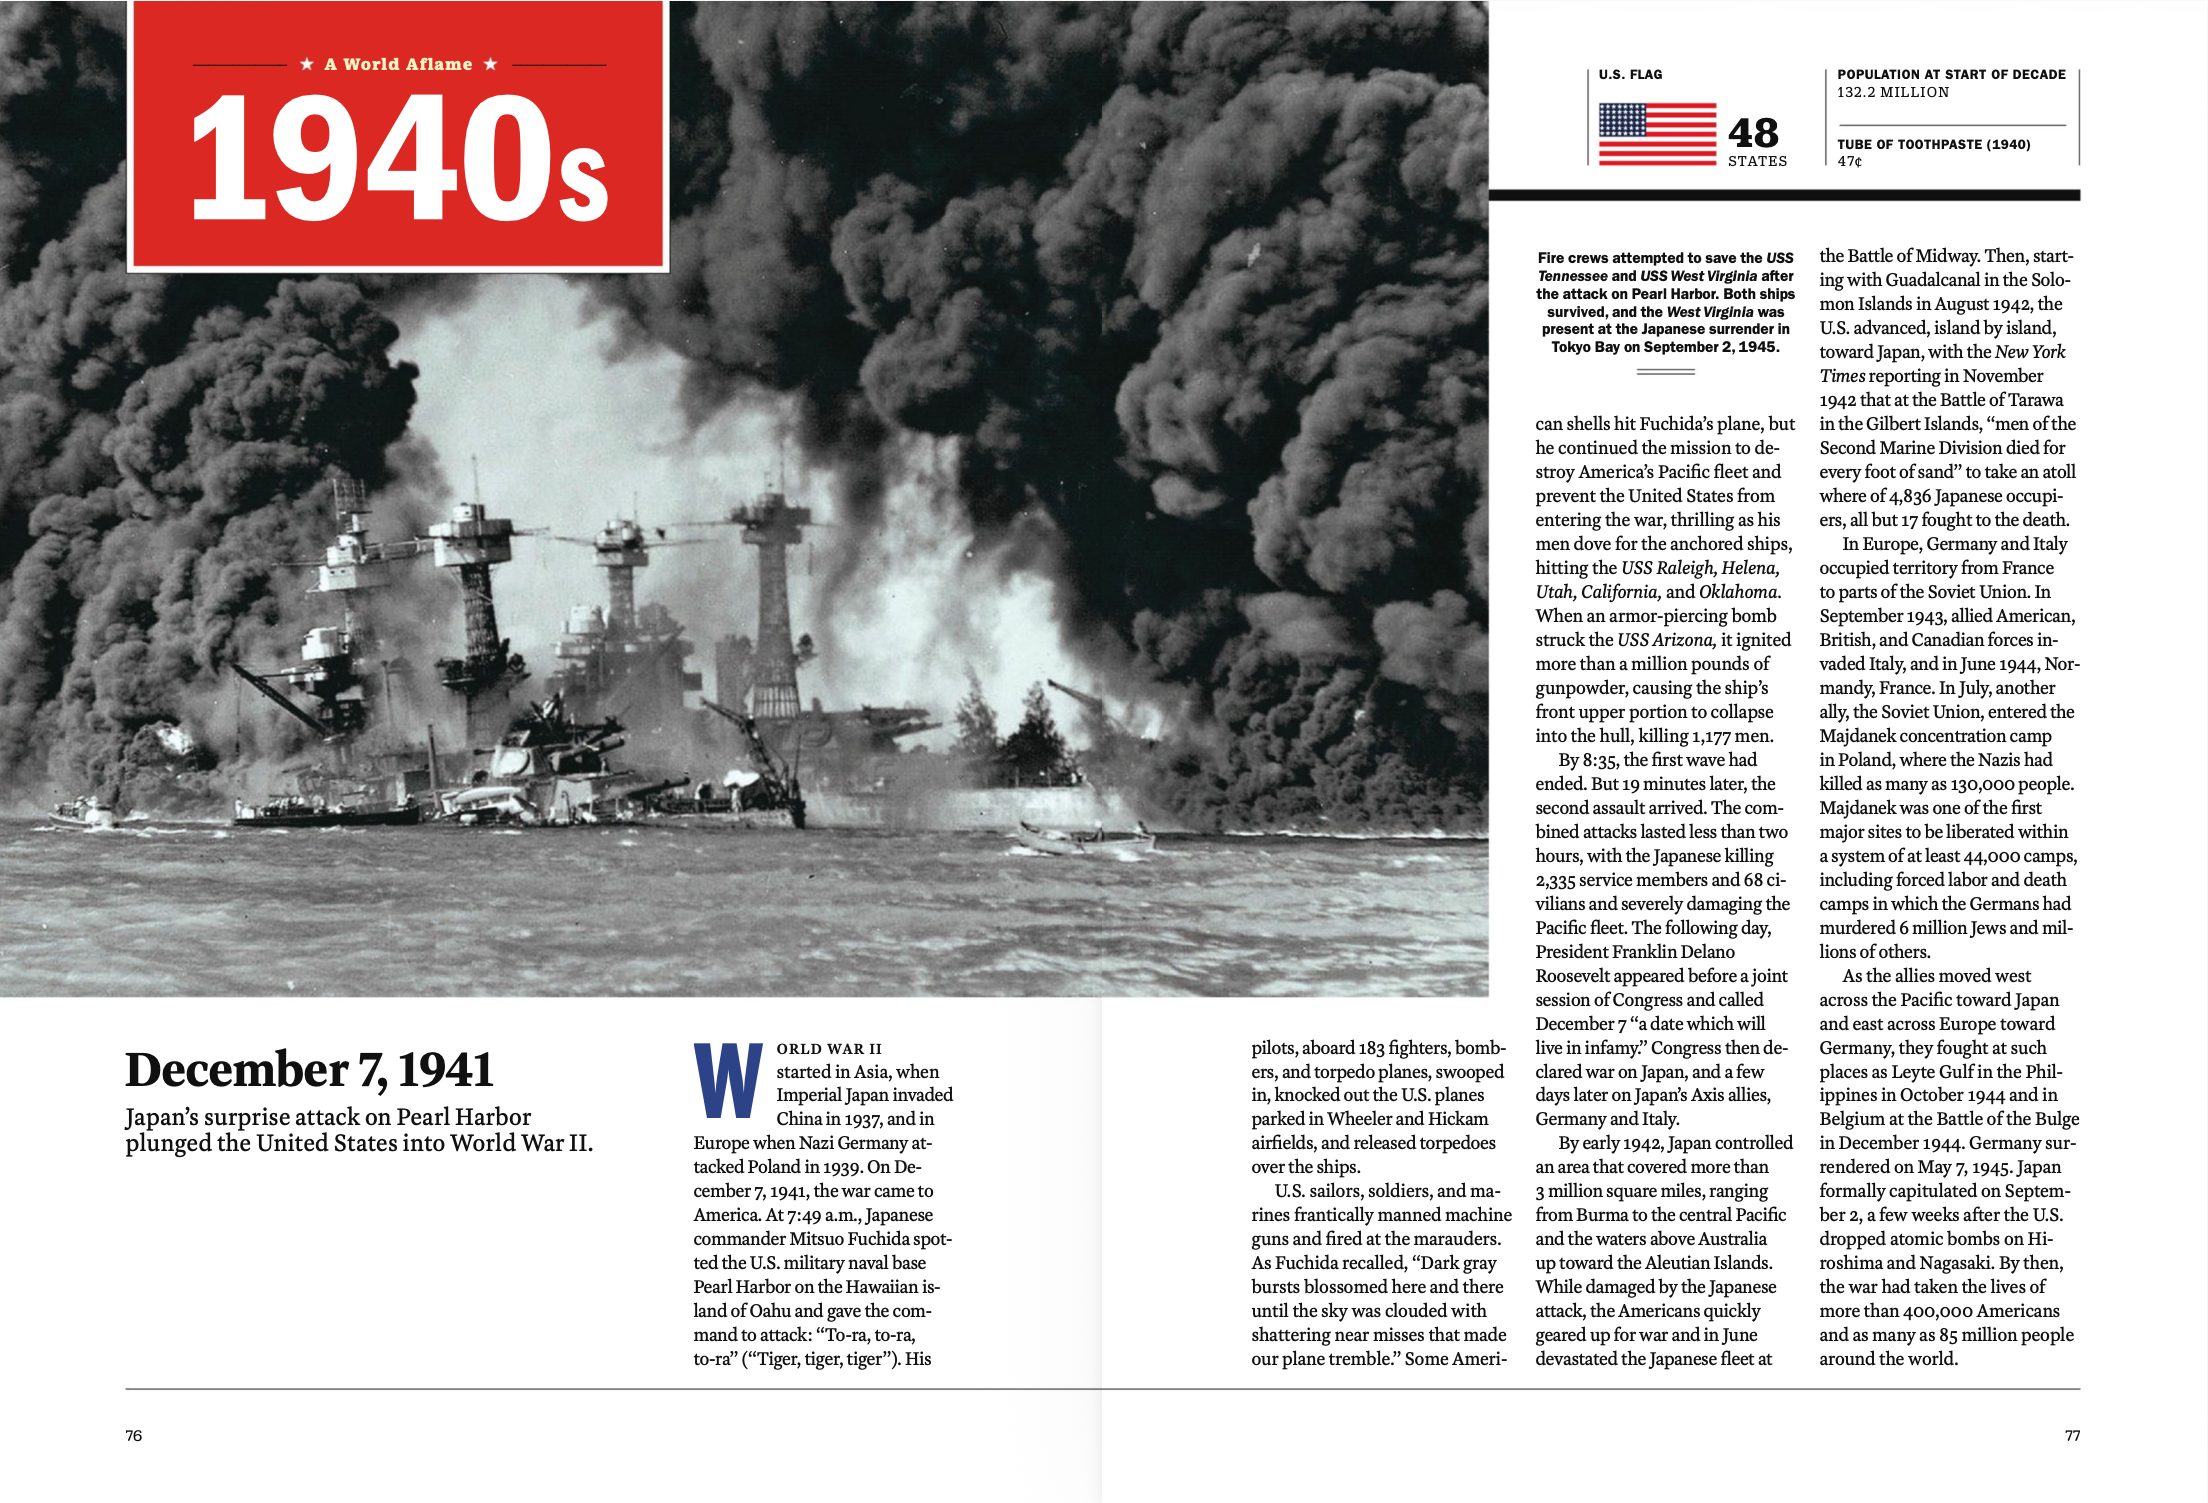 A World Aflame
1940s
U.S. FLAG
48
STATES
POPULATION AT START OF DECADE
132.2 MILLION
TUBE OF TOOTHPASTE (1940)
47¢
December 7, 1941
Japan’s surprise attack on Pearl Harbor
plunged the United States into World War II.
WORLD WAR II
started in Asia, when
Imperial Japan invaded
China in 1937, and in
Europe when Nazi Germany at-
tacked Poland in 1939. On De-
cember 7, 1941, the war came to
America. At 7:49 a.m., Japanese
commander Mitsuo Fuchida spot-
ted the U.S. military naval base
Pearl Harbor on the Hawaiian is-
land of Oahu and gave the com-
mand to attack: “To-ra, to-ra,
to-ra” (“Tiger, tiger, tiger”). His
pilots, aboard 183 fighters, bomb-
ers, and torpedo planes, swooped
in, knocked out the U.S. planes
parked in Wheeler and Hickam
airfields, and released torpedoes
over the ships.
U.S. sailors, soldiers, and ma-
rines frantically manned machine
guns and fired at the marauders.
As Fuchida recalled, “Dark gray
bursts blossomed here and there
until the sky was clouded with
shattering near misses that made
our plane tremble.” Some Ameri-
Fire crews attempted to save the USS
Tennessee and USS West Virginia after
the attack on Pearl Harbor. Both ships
survived, and the West Virginia was
present at the Japanese surrender in
Tokyo Bay on September 2, 1945.
can shells hit Fuchida’s plane, but
he continued the mission to de-
stroy America’s Pacific fleet and
prevent the United States from
entering the war, thrilling as his
men dove for the anchored ships,
hitting the USS Raleigh, Helena,
Utah, California, and Oklahoma.
When an armor-piercing bomb
struck the USS Arizona, it ignited
more than a million pounds of
gunpowder, causing the ship’s
front upper portion to collapse
into the hull, killing 1,177 men.
By 8:35, the first wave had
ended. But 19 minutes later, the
second assault arrived. The com-
bined attacks lasted less than two
hours, with the Japanese killing
2,335 service members and 68 ci-
vilians and severely damaging the
Pacific fleet. The following day,
President Franklin Delano
Roosevelt appeared before a joint
session of Congress and called
December 7 “a date which will
live in infamy.” Congress then de-
clared war on Japan, and a few
days later on Japan’s Axis allies,
Germany and Italy.
By early 1942, Japan controlled
an area that covered more than
3 million square miles, ranging
from Burma to the central Pacific
and the waters above Australia
up toward the Aleutian Islands.
While damaged by the Japanese
attack, the Americans quickly
geared up for war and in June
devastated the Japanese fleet at
the Battle of Midway. Then, start-
ing with Guadalcanal in the Solo-
mon Islands in August 1942, the
U.S. advanced, island by island,
toward Japan, with the New York
Times reporting in November
1942 that at the Battle of Tarawa
in the Gilbert Islands, “men of the
Second Marine Division died for
every foot of sand” to take an atoll
where of 4,836 Japanese occupi-
ers, all but 17 fought to the death.
In Europe, Germany and Italy
occupied territory from France
to parts of the Soviet Union. In
September 1943, allied American,
British, and Canadian forces in-
vaded Italy, and in June 1944, Nor-
mandy, France. In July, another
ally, the Soviet Union, entered the
Majdanek concentration camp
in Poland, where the Nazis had
killed as many as 130,000 people.
Majdanek was one of the first
major sites to be liberated within
a system of at least 44,000 camps,
including forced labor and death
camps in which the Germans had
murdered 6 million Jews and mil-
lions of others.
As the allies moved west
across the Pacific toward Japan
and east across Europe toward
Germany, they fought at such
places as Leyte Gulf in the Phil-
ippines in October 1944 and in
Belgium at the Battle of the Bulge
in December 1944. Germany sur-
rendered on May 7, 1945. Japan
formally capitulated on Septem-
ber 2, a few weeks after the U.S.
dropped atomic bombs on Hi-
roshima and Nagasaki. By then,
the war had taken the lives of
more than 400,000 Americans
and as many as 85 million people
around the world.
76
77